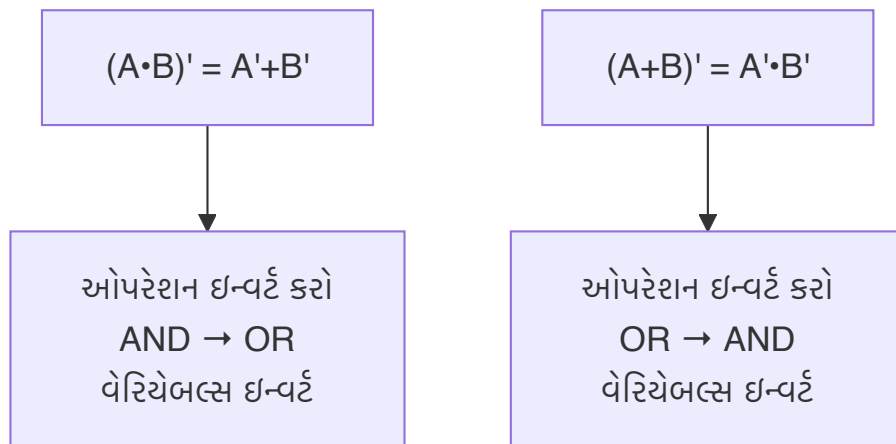 (A•B)' = A'+B'
(A+B)' = A'•B'
ઓપરેશન ઇન્વર્ટ કરો
AND → OR
વેરિયેબલ્સ ઇન્વર્ટ
ઓપરેશન ઇન્વર્ટ કરો
OR → AND
વેરિયેબલ્સ ઇન્વર્ટ